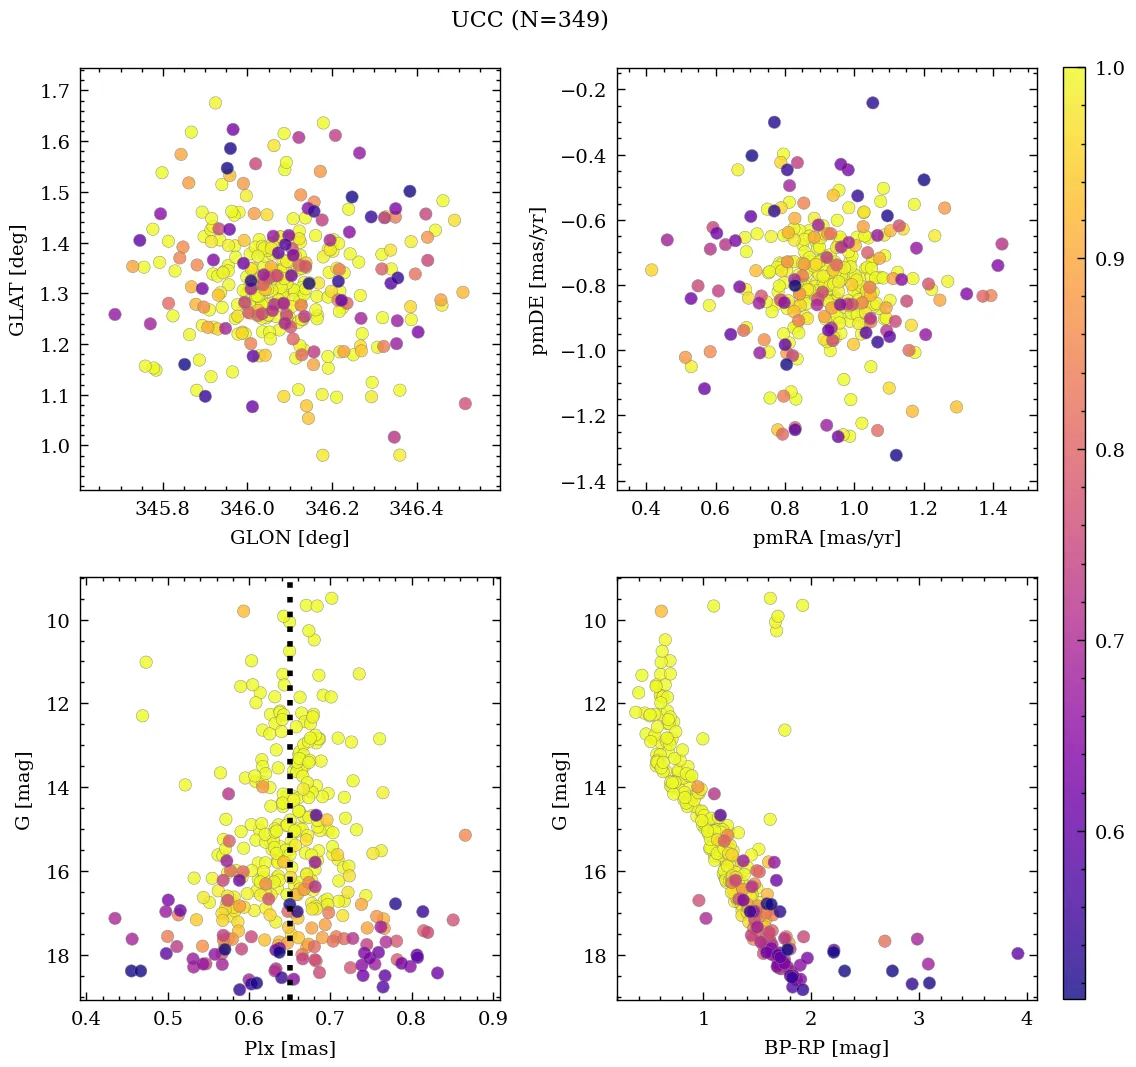 UCC (N=349)
1.7
1.6
1.5
1.4
1.3
1.2
1.1
1.0
GLAT [deg]
345.8 346.0 346.2 346.4
GLON [deg]
−0.2
−0.4
−0.6
−0.8
−1.0
−1.2
−1.4
pmDE [mas/yr]
0.4 0.6 0.8 1.0 1.2 1.4
pmRA [mas/yr]
1.0
0.9
0.8
0.7
0.6
10
12
14
16
18
G [mag]
0.4 0.5 0.6 0.7 0.8 0.9
Plx [mas]
10
12
14
16
18
G [mag]
1 2 3 4
BP-RP [mag]